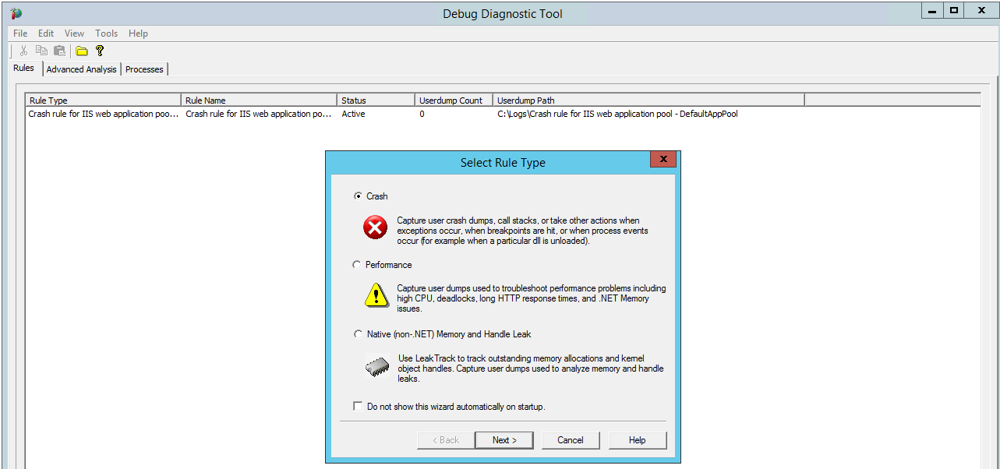 Debug Diagnostic Tool
File Edit View Tools Help
Rules Advanced Analysis Processes
Rule Type Rule Name Status Userdump Count Userdump Path
Crash rule for IIS web application poo... Crash rule for IIS web application po... Active 0 C:\Logs\Crash rule for IIS web application pool - DefaultAppPool
Select Rule Type
Crash
Capture user crash dumps, call stacks, or take other actions when
exceptions occur, when breakpoints are hit, or when process events
occur (for example when a particular dll is unloaded).
Performance
Capture user dumps used to troubleshoot performance problems including
high CPU, deadlocks, long HTTP response times, and .NET Memory
issues.
Native (non-.NET) Memory and Handle Leak
Use LeakTrack to track outstanding memory allocations and kernel
object handles. Capture user dumps used to analyze memory and handle
leaks.
Do not show this wizard automatically on startup.
< Back Next > Cancel Help